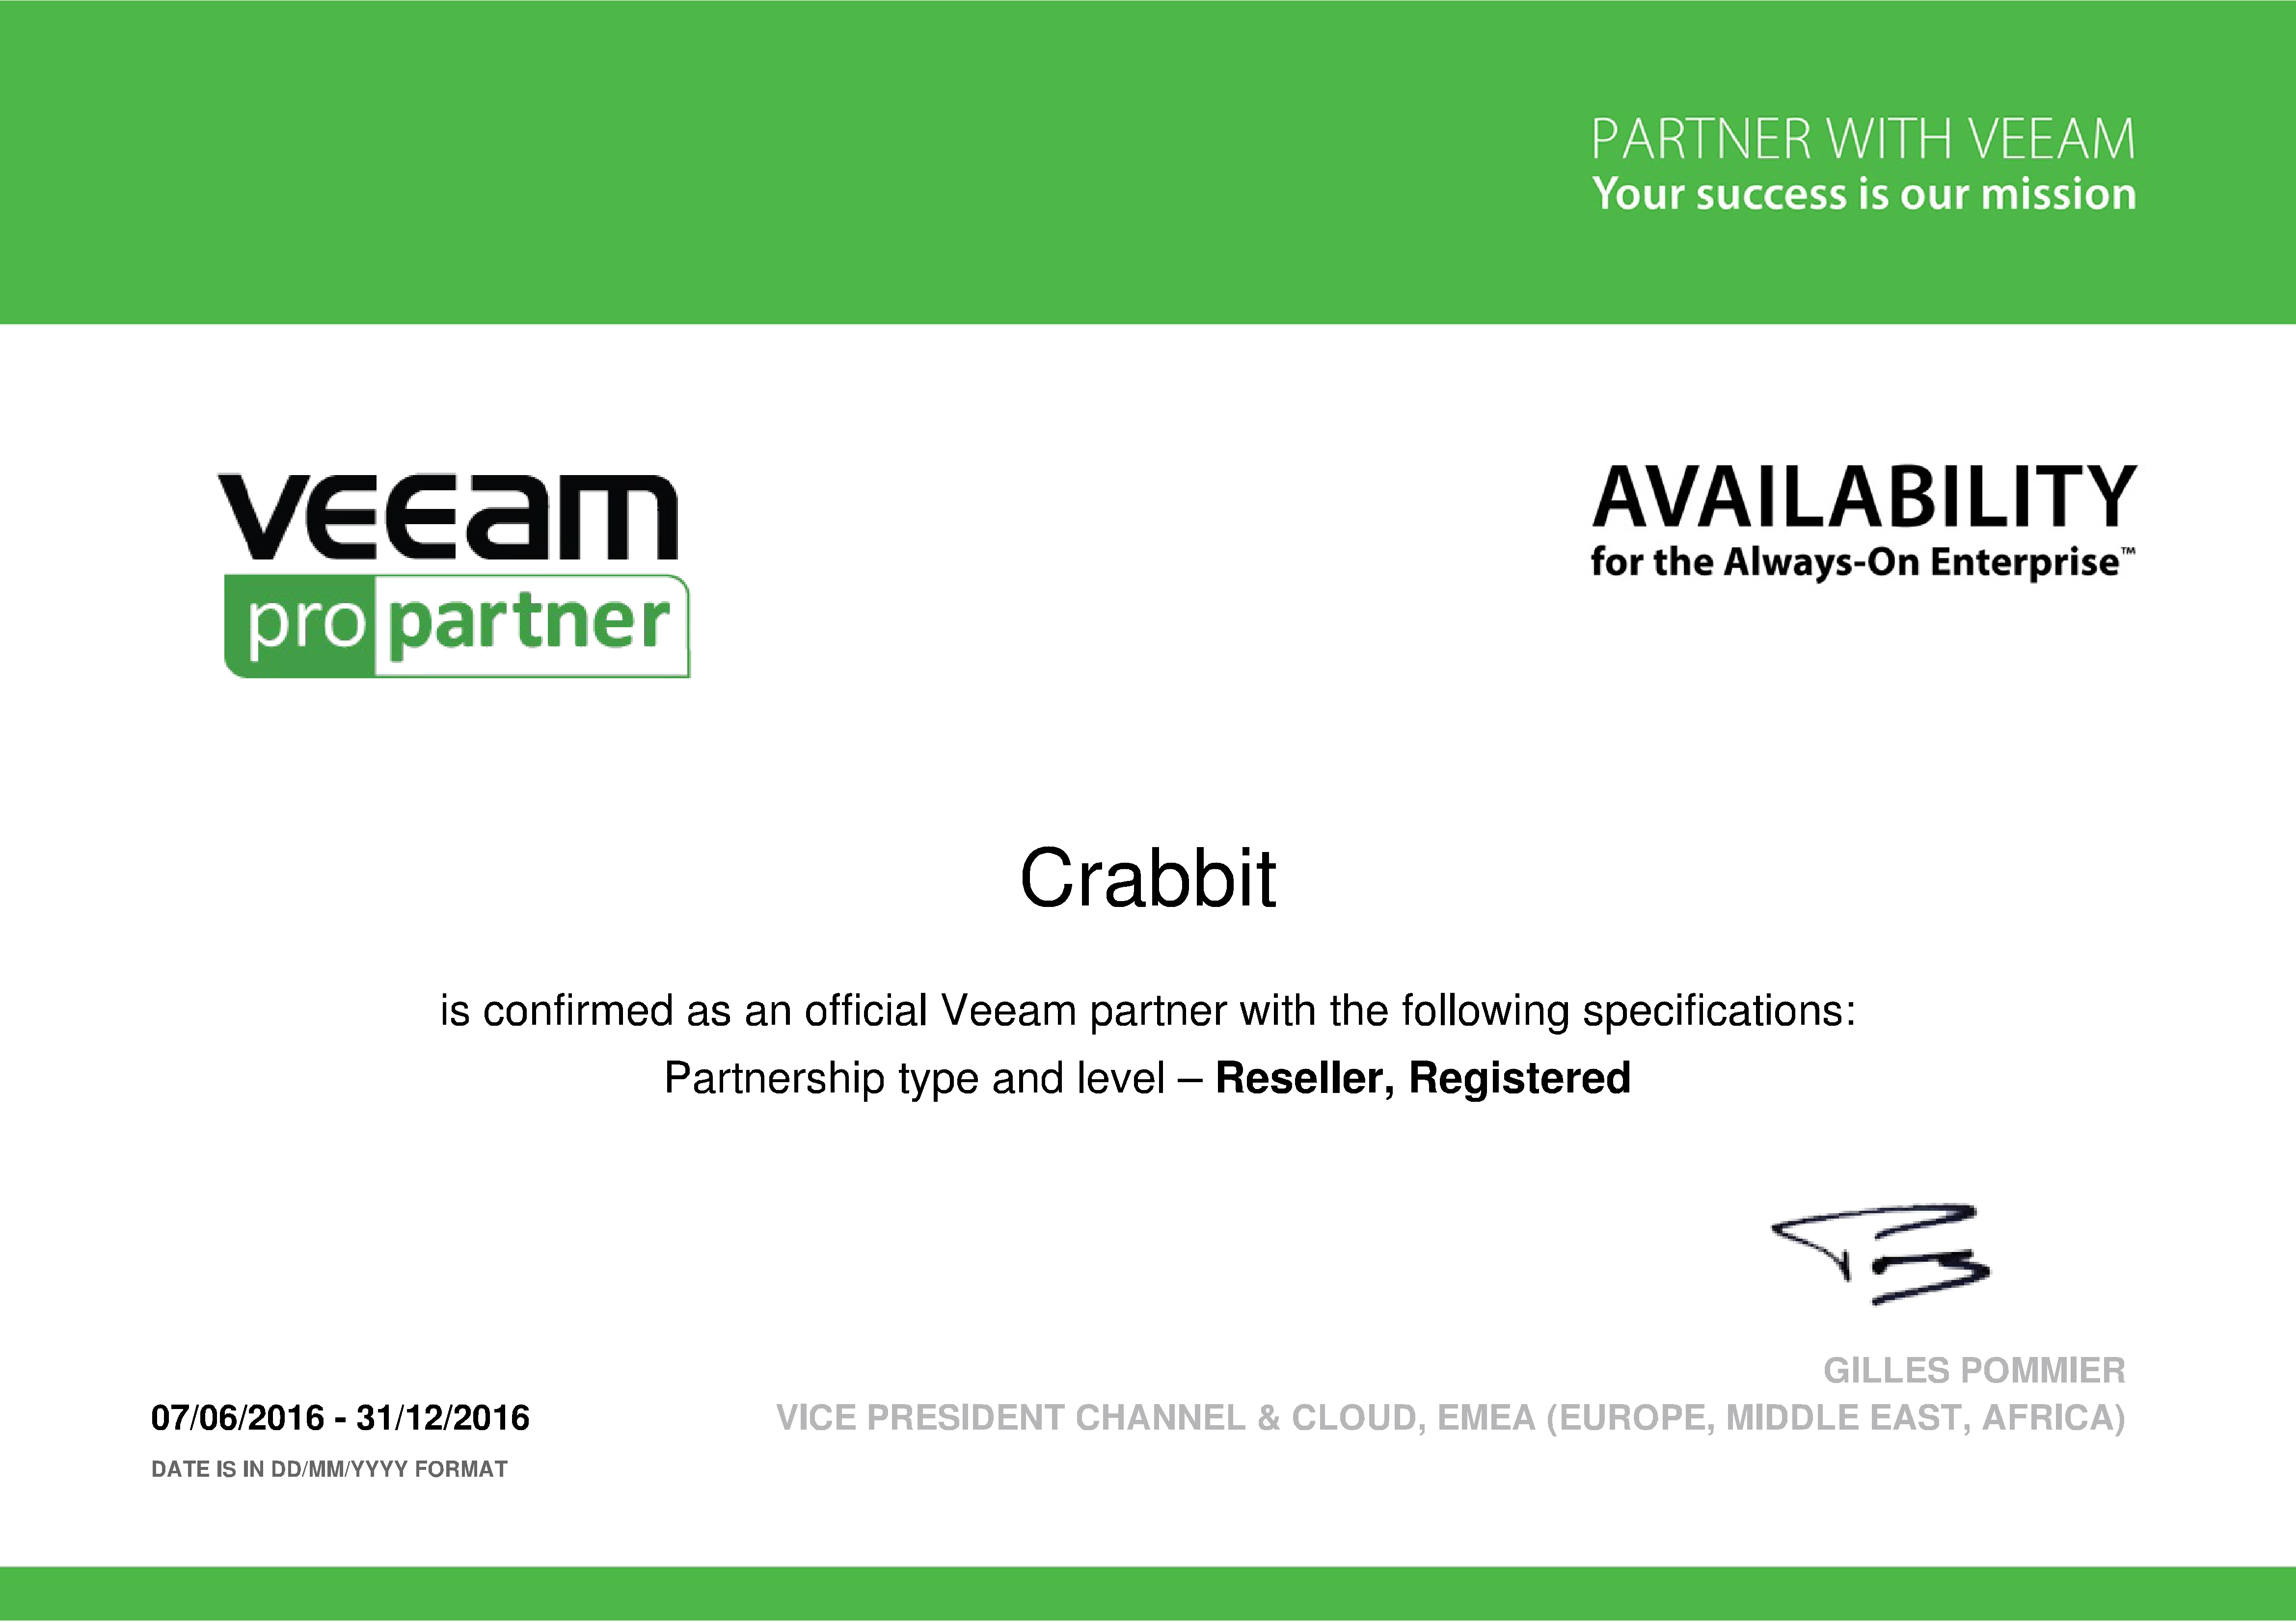 PARTNER WITH VEEAM
Your success is our mission
veeam
pro partner
AVAILABILITY
for the Always-On Enterprise™
Crabbit
is confirmed as an official Veeam partner with the following specifications:
Partnership type and level – Reseller, Registered
GILLES POMMIER
VICE PRESIDENT CHANNEL & CLOUD, EMEA (EUROPE, MIDDLE EAST, AFRICA)
07/06/2016 - 31/12/2016
DATE IS IN DD/MM/YYYY FORMAT